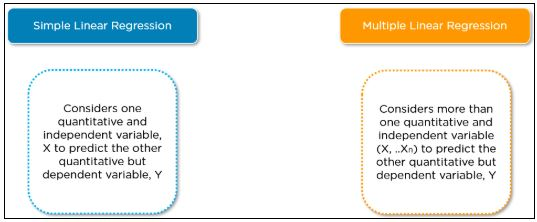 Simple Linear Regression
Multiple Linear Regression
Considers one
quantitative and
independent variable,
X to predict the other
quantitative but
dependent variable, Y
Considers more than
one quantitative and
independent variable
(X, ..Xn) to predict the
other quantitative but
dependent variable, Y